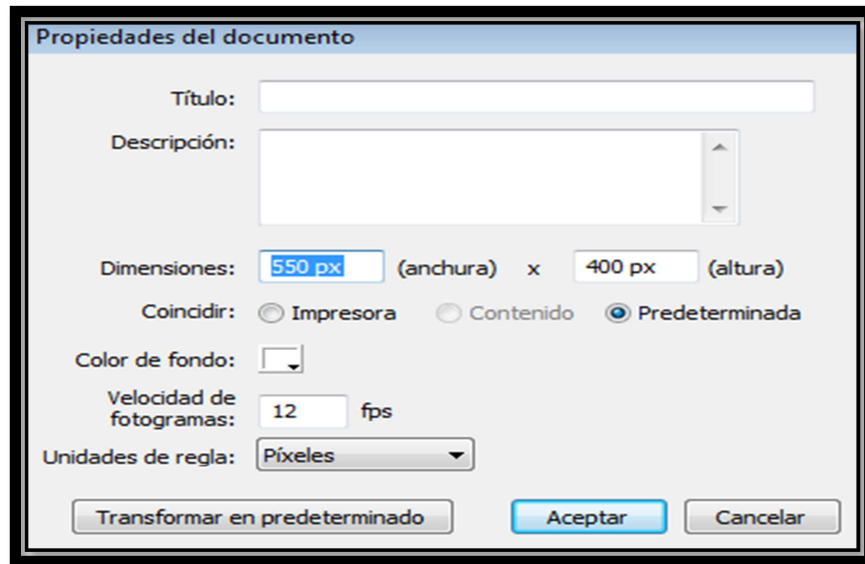 Propiedades del documento
Título:
Descripción:
Dimensiones: 550 px (anchura) x 400 px (altura)
Coincidir: Impresora Contenido Predeterminada
Color de fondo:
Velocidad de
fotogramas: 12 fps
Unidades de regla: Píxeles
Transformar en predeterminado Aceptar Cancelar